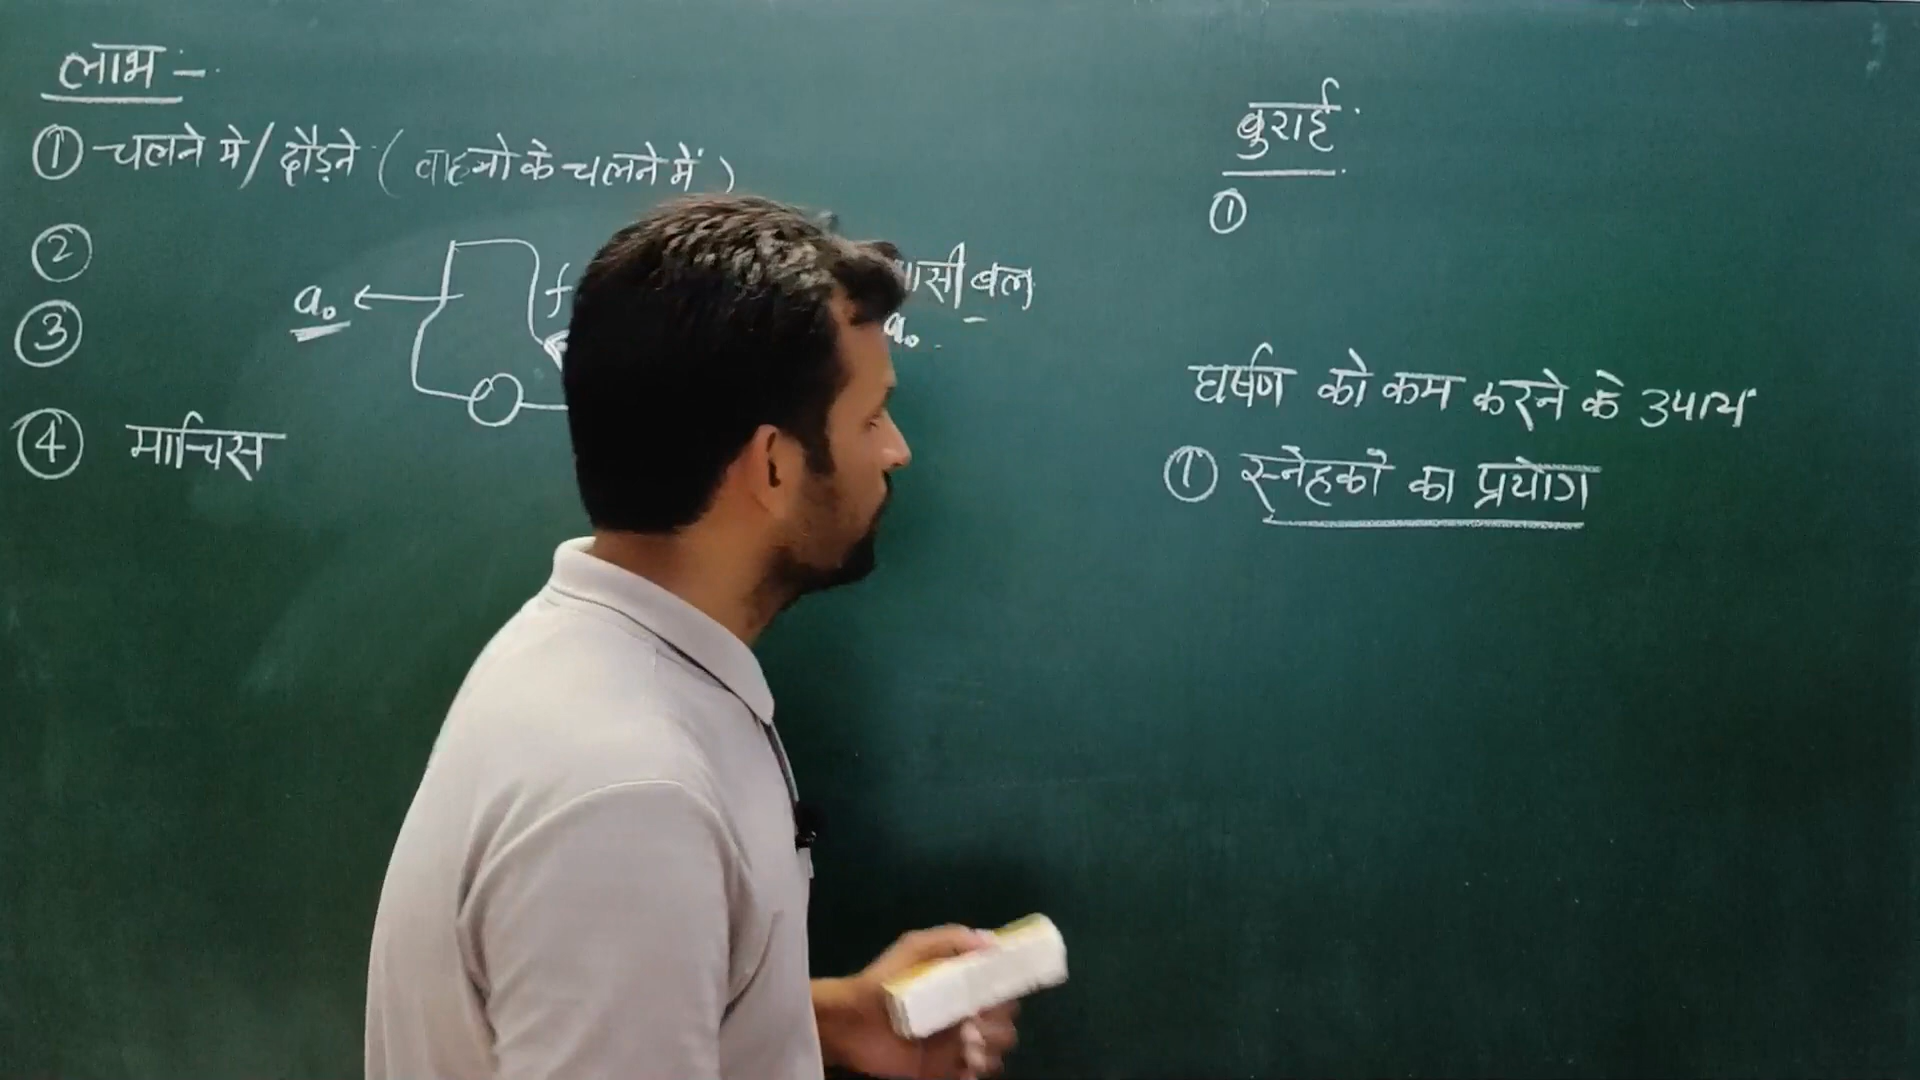 लाभ -
① चलने मे/दौड़ने (वाहनो के चलने में)
②
③
a₀ f
बल
a₀
④ माचिस
बुराई
①
घर्षण को कम करने के उपाय
① स्नेहको का प्रयोग